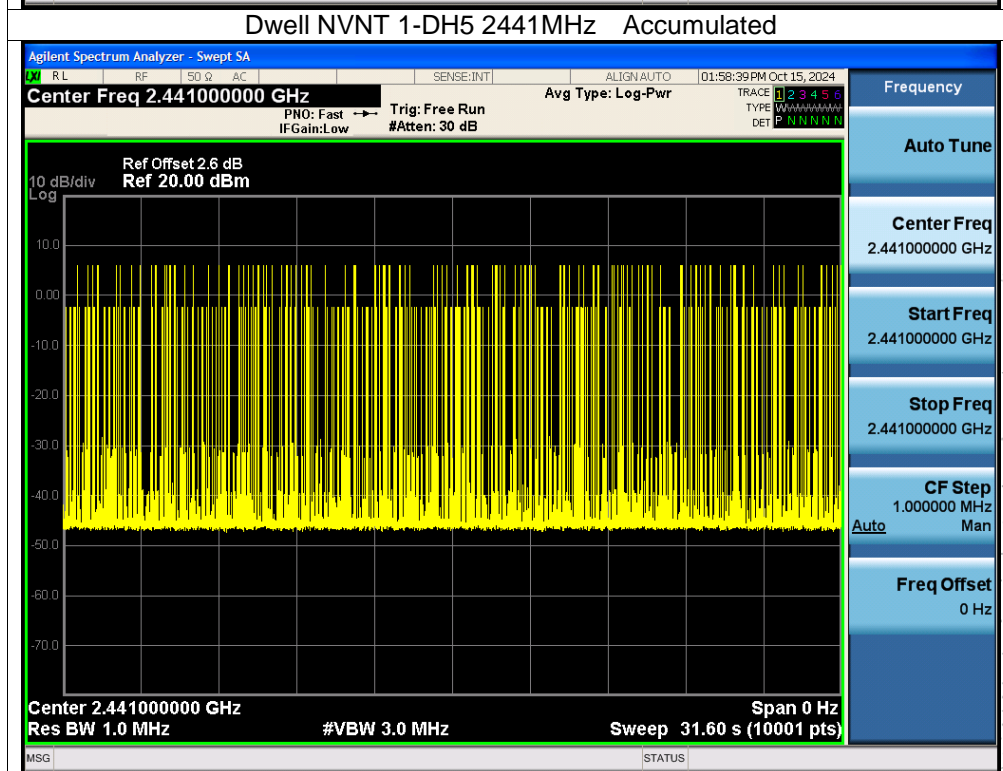 Dwell NVNT 1-DH5 2441MHz Accumulated
Agilent Spectrum Analyzer - Swept SA
LXI RL RF 50 Ω AC SENSE:INT ALIGN AUTO 01:58:39 PM Oct 15, 2024
Center Freq 2.441000000 GHz
PNO: Fast
IFGain:Low
Trig: Free Run
#Atten: 30 dB
Avg Type: Log-Pwr
TRACE 1 2 3 4 5 6
TYPE W
DET P N N N N N
Frequency
Auto Tune
Center Freq
2.441000000 GHz
Start Freq
2.441000000 GHz
Stop Freq
2.441000000 GHz
CF Step
1.000000 MHz
Auto Man
Freq Offset
0 Hz
Ref Offset 2.6 dB
10 dB/div Ref 20.00 dBm
Log
10.0
0.00
-10.0
-20.0
-30.0
-40.0
-50.0
-60.0
-70.0
Center 2.441000000 GHz Span 0 Hz
Res BW 1.0 MHz #VBW 3.0 MHz Sweep 31.60 s (10001 pts)
MSG STATUS